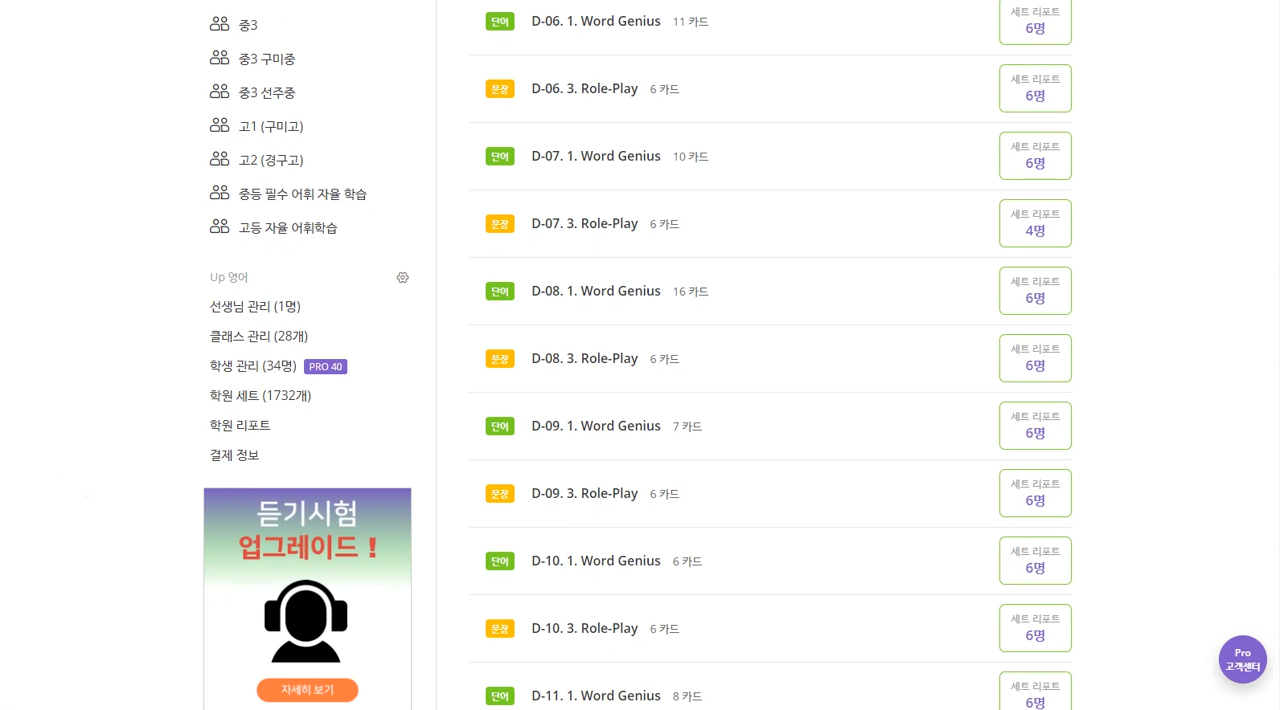 중3
중3 구미중
중3 선주중
고1 (구미고)
고2 (경구고)
중등 필수 어휘 자율 학습
고등 자율 어휘학습
Up 영어
선생님 관리 (1명)
클래스 관리 (28개)
학생 관리 (34명) PRO 40
학원 세트 (1732개)
학원 리포트
결제 정보
듣기시험
업그레이드 !
자세히 보기
단어 D-06. 1. Word Genius 11 카드
세트 리포트
6명
문장 D-06. 3. Role-Play 6 카드
세트 리포트
6명
단어 D-07. 1. Word Genius 10 카드
세트 리포트
6명
문장 D-07. 3. Role-Play 6 카드
세트 리포트
4명
단어 D-08. 1. Word Genius 16 카드
세트 리포트
6명
문장 D-08. 3. Role-Play 6 카드
세트 리포트
6명
단어 D-09. 1. Word Genius 7 카드
세트 리포트
6명
문장 D-09. 3. Role-Play 6 카드
세트 리포트
6명
단어 D-10. 1. Word Genius 6 카드
세트 리포트
6명
문장 D-10. 3. Role-Play 6 카드
세트 리포트
6명
단어 D-11. 1. Word Genius 8 카드
세트 리포트
6명
Pro
고객센터